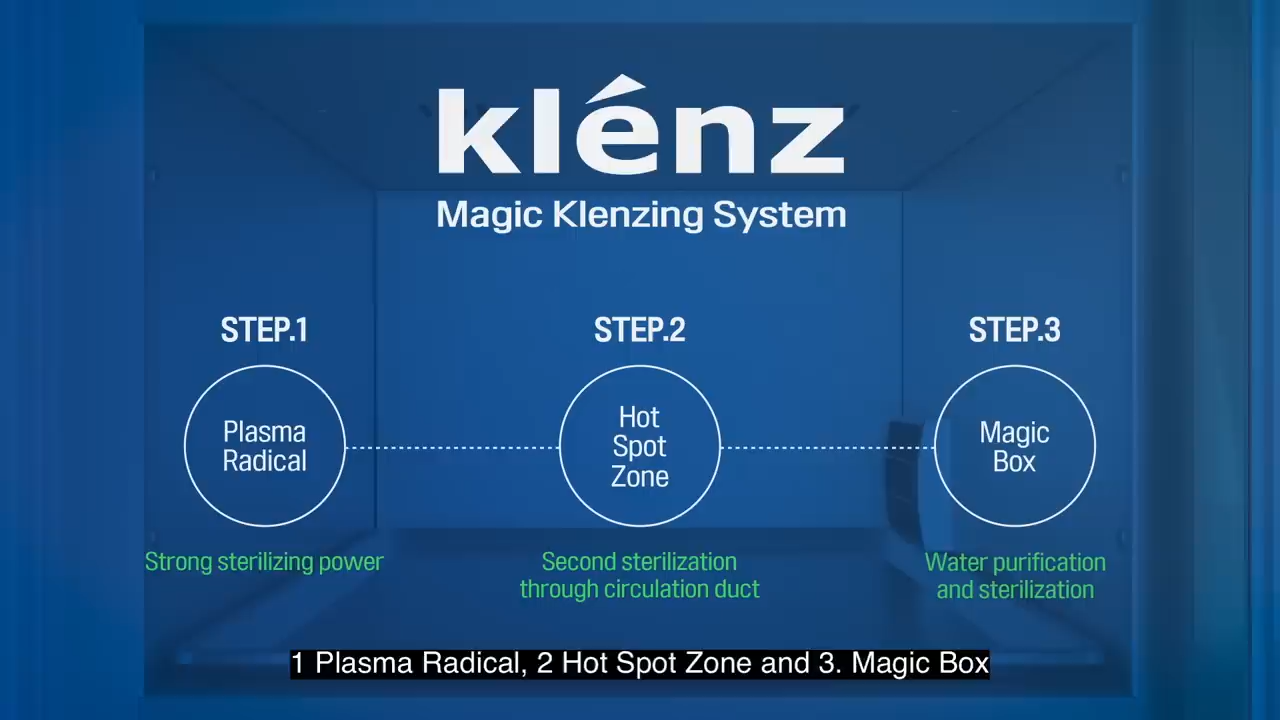 klênz
Magic Klenzing System
STEP.1
Plasma
Radical
Strong sterilizing power
STEP.2
Hot
Spot
Zone
Second sterilization
through circulation duct
STEP.3
Magic
Box
Water purification
and sterilization
1 Plasma Radical, 2 Hot Spot Zone and 3. Magic Box